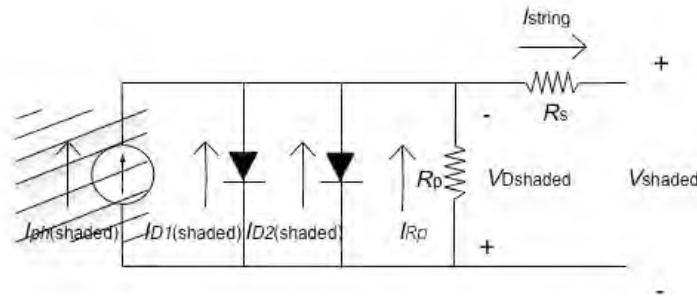 Istring
+
Rs
-
Rp
VDshaded
Vshaded
Iph(shaded)
ID1(shaded)
ID2(shaded)
IRp
+
-